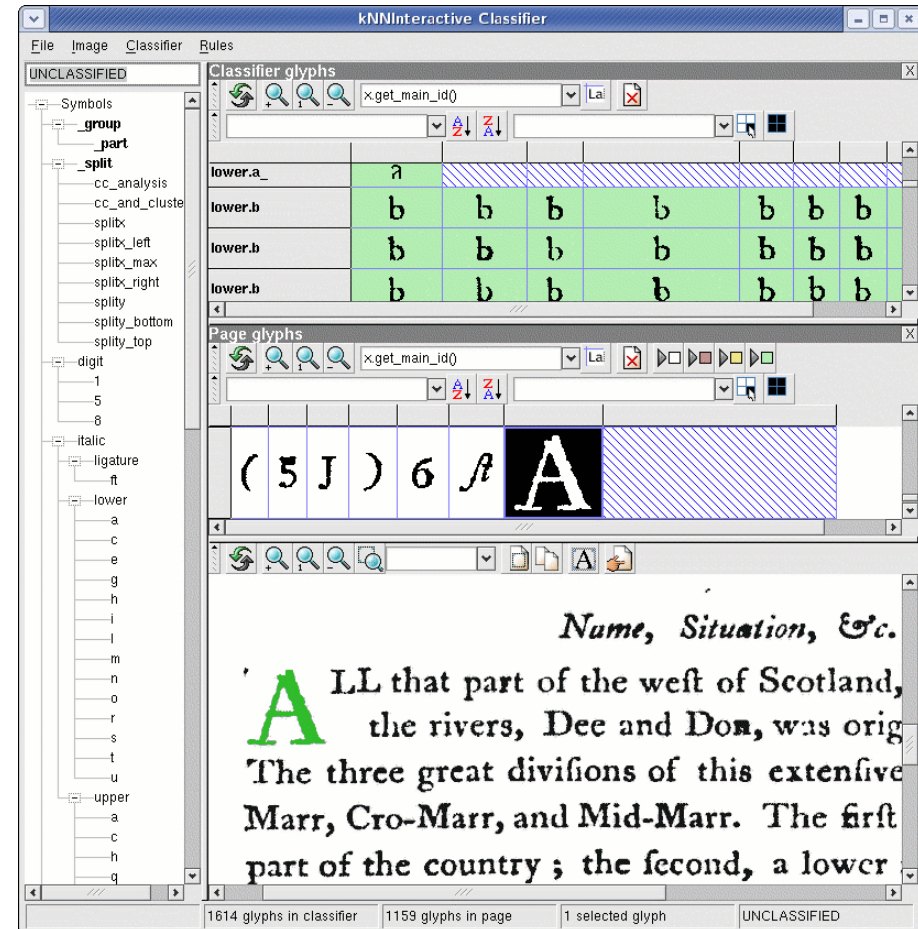 kNNInteractive Classifier
File Image Classifier Rules
UNCLASSIFIED
Symbols
_group
_part
_split
cc_analysis
cc_and_cluste
splitx
splitx_left
splitx_max
splitx_right
splity
splity_bottom
splity_top
digit
1
5
8
italic
ligature
ft
lower
a
c
e
g
h
i
l
m
n
o
r
s
t
u
upper
a
c
h
q
Classifier glyphs
x.get_main_id()
La
lower.a_ a
lower.b b b b b b b b
lower.b b b b b b b b
lower.b b b b b b b b
Page glyphs
x.get_main_id()
La
( 5 J ) 6 ſt A
Name, Situation, &c.
ALL that part of the weſt of Scotland,
the rivers, Dee and Don, was orig
The three great diviſions of this extenſive
Marr, Cro-Marr, and Mid-Marr. The firſt
part of the country ; the ſecond, a lower
1614 glyphs in classifier 1159 glyphs in page 1 selected glyph UNCLASSIFIED